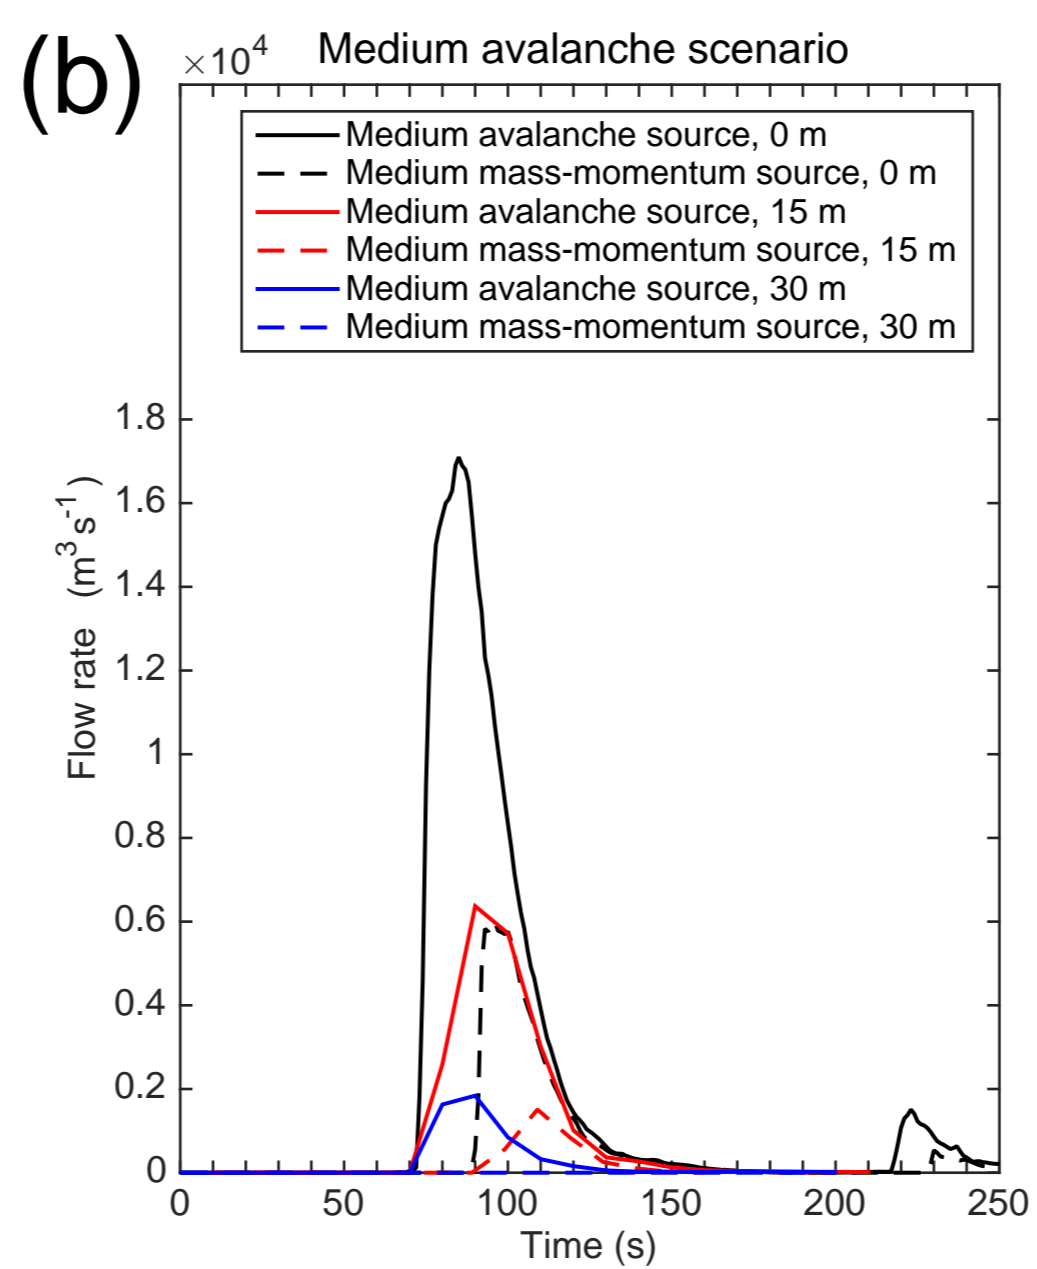 (b)
×10⁴ Medium avalanche scenario
Medium avalanche source, 0 m
Medium mass-momentum source, 0 m
Medium avalanche source, 15 m
Medium mass-momentum source, 15 m
Medium avalanche source, 30 m
Medium mass-momentum source, 30 m
1.8
1.6
1.4
1.2
1
0.8
0.6
0.4
0.2
0
Flow rate (m³ s⁻¹ )
0 50 100 150 200 250
Time (s)